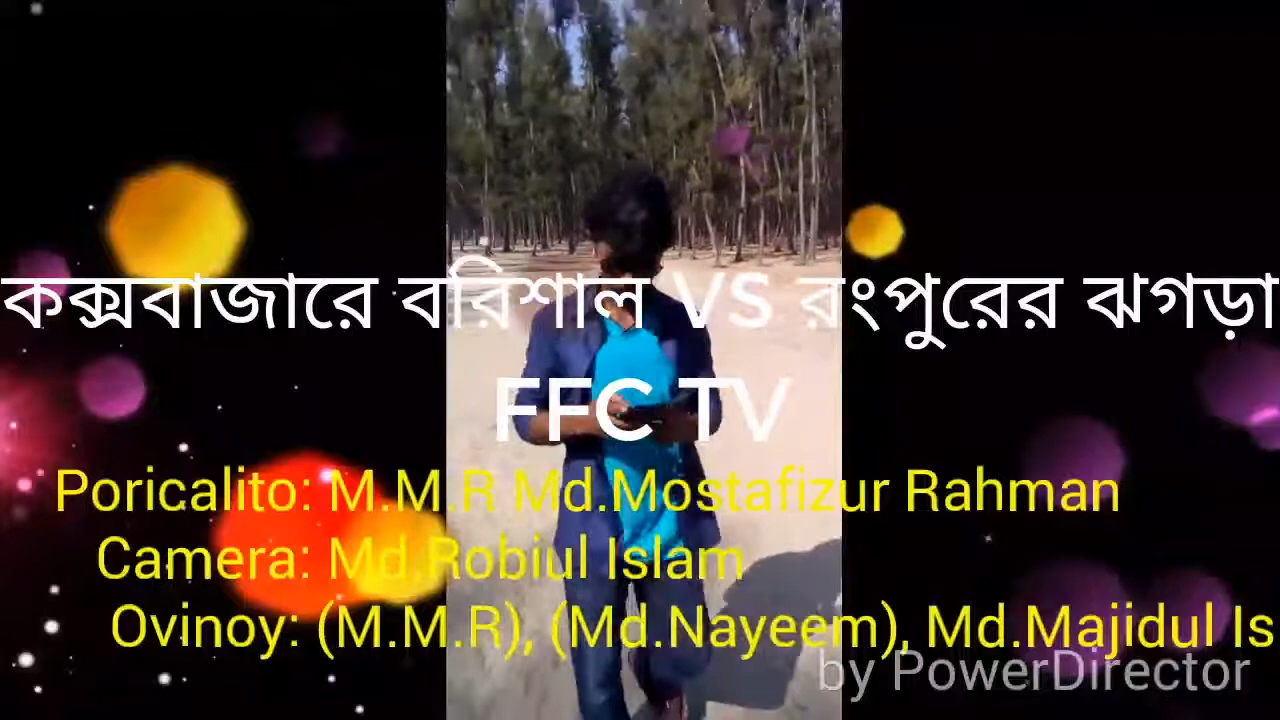 কক্সবাজারে বরিশাল VS রংপুরের ঝগড়া
FFC TV
Poricalito: M.M.R Md.Mostafizur Rahman
Camera: Md.Robiul Islam
Ovinoy: (M.M.R), (Md.Nayeem), Md.Majidul Is
by PowerDirector